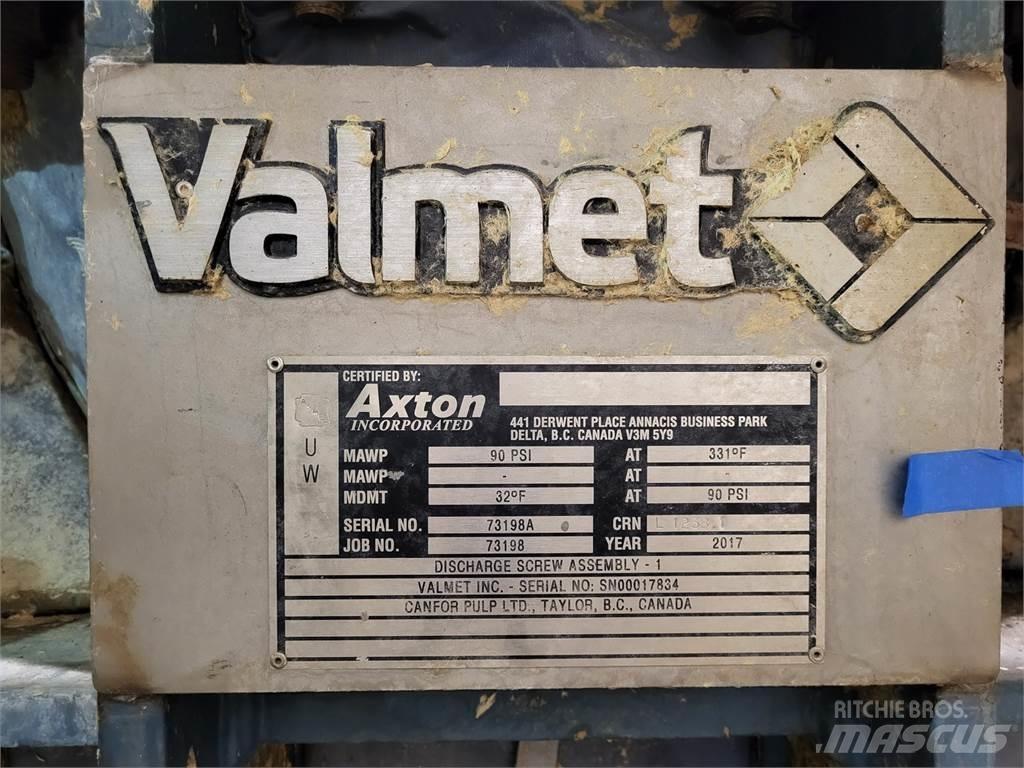 Valmet
CERTIFIED BY:
Axton
INCORPORATED
441 DERWENT PLACE ANNACIS BUSINESS PARK
DELTA, B.C. CANADA V3M 5Y9
U
W
MAWP 90 PSI AT 331ºF
MAWP - AT -
MDMT 32ºF AT 90 PSI
SERIAL NO. 73198A CRN
JOB NO. 73198 YEAR 2017
DISCHARGE SCREW ASSEMBLY - 1
VALMET INC. - SERIAL NO: SN00017834
CANFOR PULP LTD., TAYLOR, B.C., CANADA
RITCHIE BROS.
MASCUS